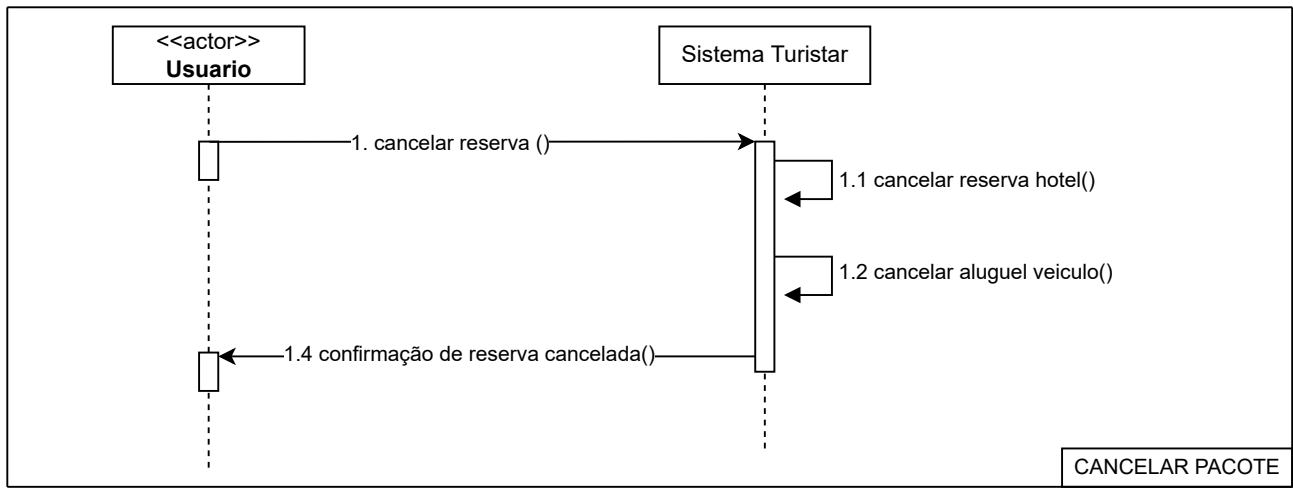 <<actor>>
Usuario
Sistema Turistar
1. cancelar reserva ()
1.1 cancelar reserva hotel()
1.2 cancelar aluguel veiculo()
1.4 confirmação de reserva cancelada()
CANCELAR PACOTE